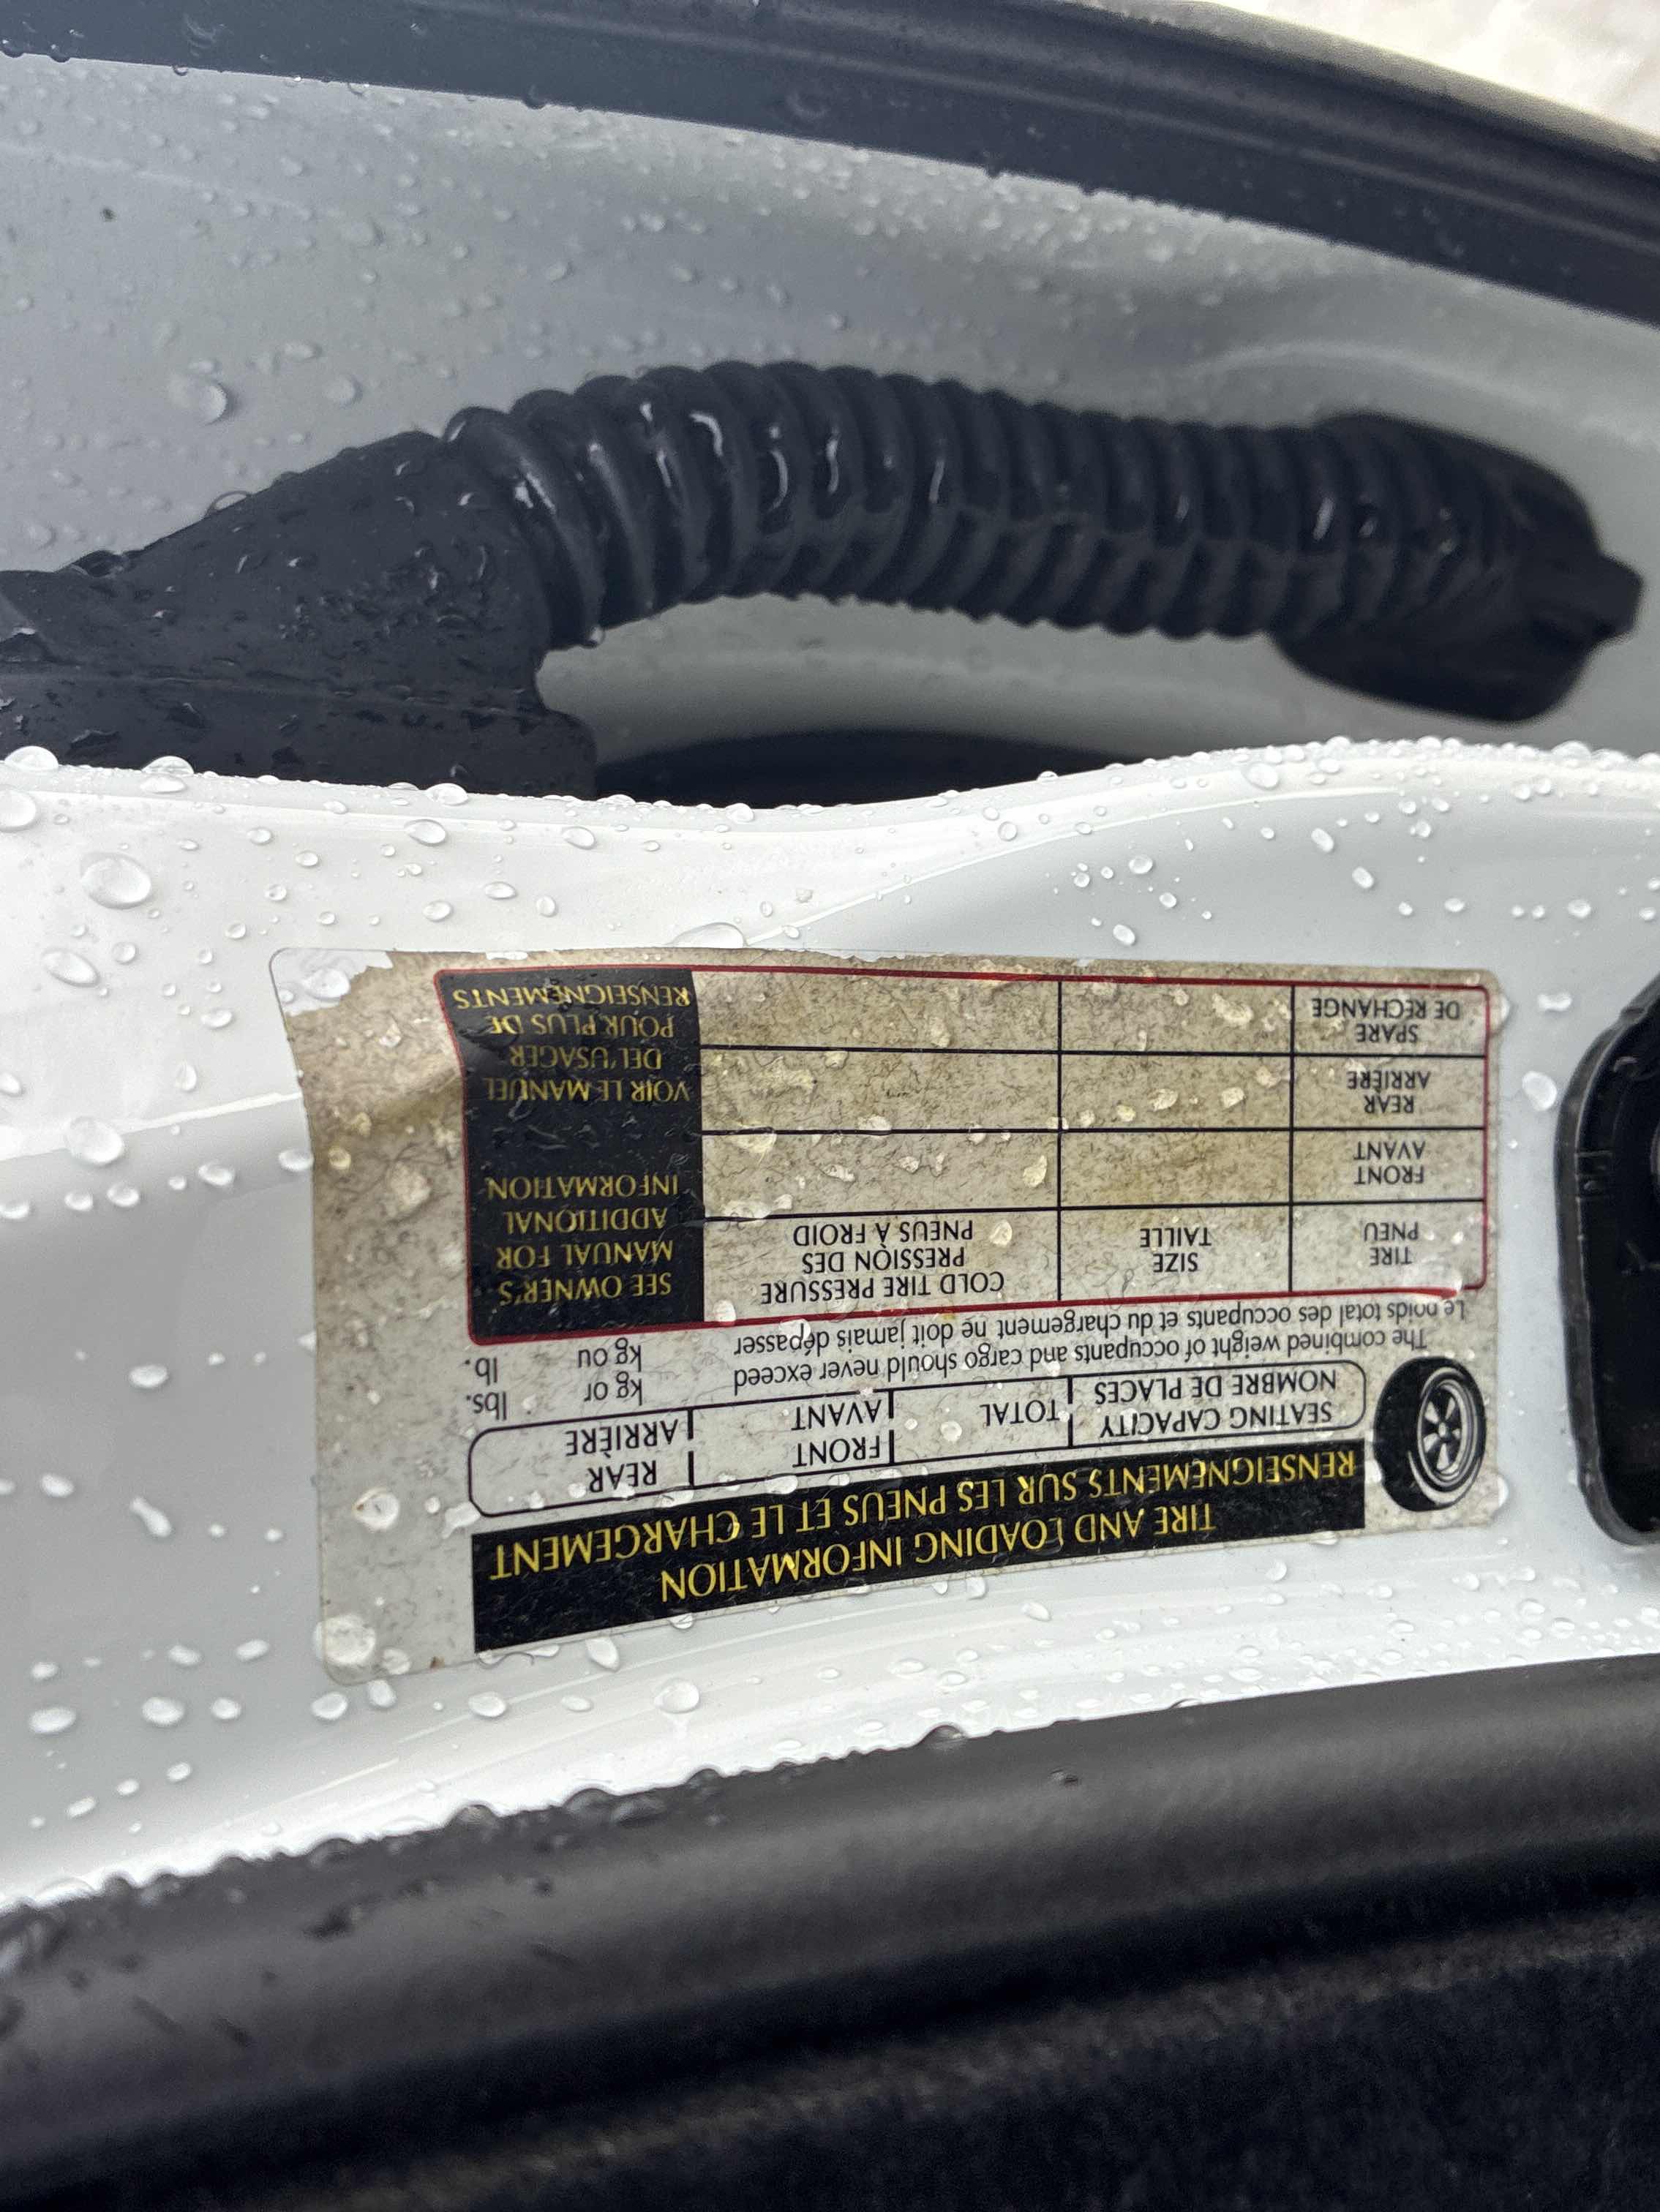 TIRE AND LOADING INFORMATION
RENSEIGNEMENTS SUR LES PNEUS ET LE CHARGEMENT
SEATING CAPACITY
NOMBRE DE PLACES
TOTAL
FRONT
AVANT
REAR
ARRIÈRE
The combined weight of occupants and cargo should never exceed kg or lbs.
Le poids total des occupants et du chargement ne doit jamais dépasser kg ou lb.
TIRE
PNEU
SIZE
TAILLE
COLD TIRE PRESSURE
PRESSION DES
PNEUS À FROID
FRONT
AVANT
REAR
ARRIÈRE
SPARE
DE RECHANGE
SEE OWNER'S
MANUAL FOR
ADDITIONAL
INFORMATION
VOIR LE MANUEL
DE L'USAGER
POUR PLUS DE
RENSEIGNEMENTS